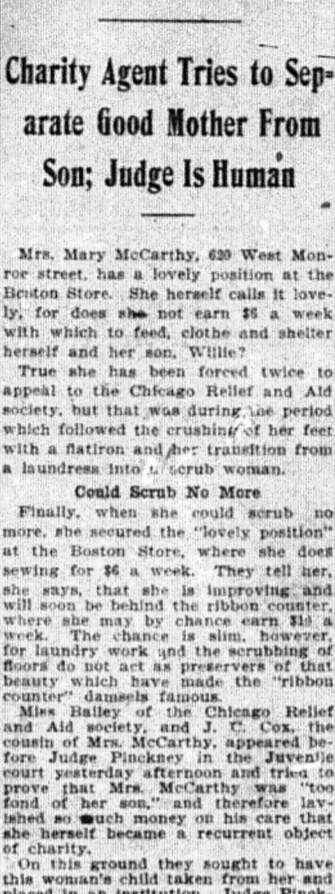 Charity Agent Tries to Sep-
arate Good Mother From
Son; Judge Is Human
Mrs. Mary McCarthy, 620 West Mon-
roe street, has a lovely position at the
Boston Store. She herself calls it love-
ly, for does she not earn $6 a week
with which to feed, clothe and shelter
herself and her son, Willie?
True she has been forced twice to
appeal to the Chicago Relief and Aid
society, but that was during the period
which followed the crushing of her feet
with a flatiron and her transition from
a laundress into a scrub woman.
Could Scrub No More
Finally, when she could scrub no
more, she secured the "lovely position"
at the Boston Store, where she does
sewing for $6 a week. They tell her,
she says, that she is improving and
will soon be behind the ribbon counter,
where she may by chance earn
week. The chance is slim, however,
for laundry work and the scrubbing of
floors do not act as preservers of that
beauty which have made the "ribbon
counter" damsels famous.
Miss Bailey of the Chicago Relief
and Aid society, and J. C. Cox, the
cousin of Mrs. McCarthy, appeared be-
fore Judge Pinckney in the Juvenile
court yesterday afternoon and tried to
prove that Mrs. McCarthy was "too
fond of her son," and therefore lav-
ished so much money on his care that
she herself became a recurrent object
of charity.
On this ground they sought to have
this woman's child taken from her and
placed in an institution. Judge